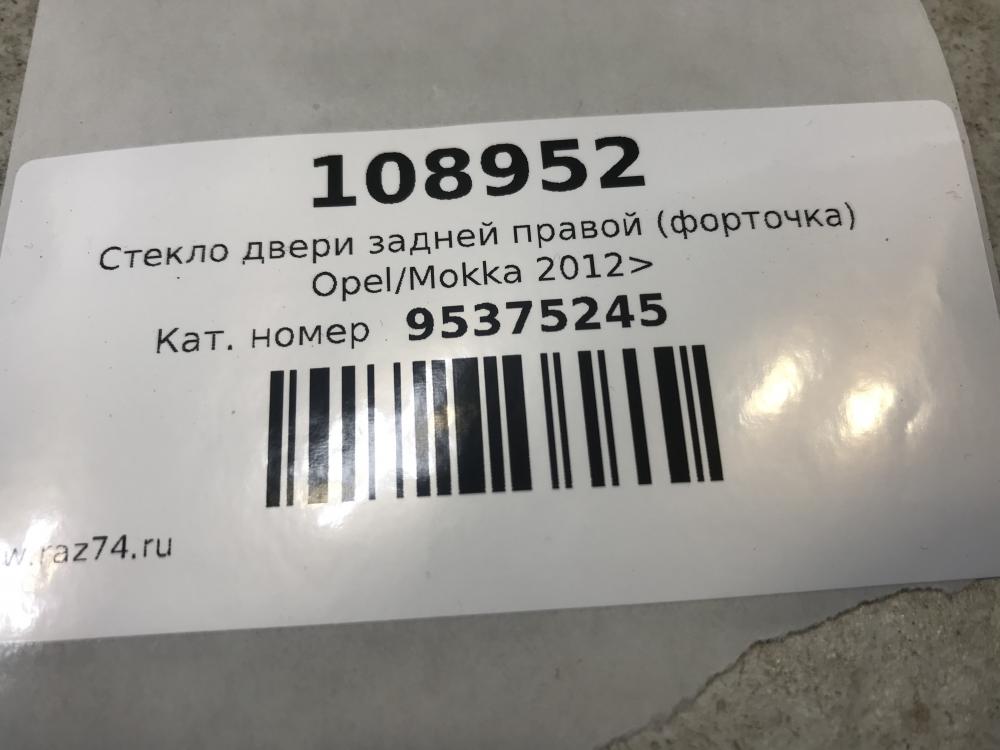 108952
Стекло двери задней правой (форточка)
Opel/Mokka 2012>
Кат. номер 95375245
w.raz74.ru